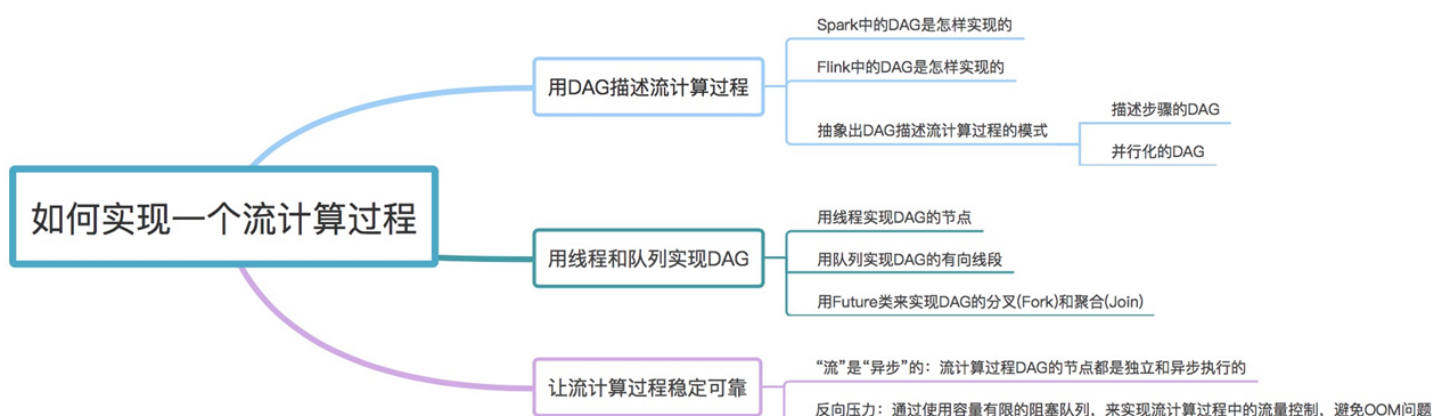 如何实现一个流计算过程
用DAG描述流计算过程
Spark中的DAG是怎样实现的
Flink中的DAG是怎样实现的
抽象出DAG描述流计算过程的模式
描述步骤的DAG
并行化的DAG
用线程和队列实现DAG
用线程实现DAG的节点
用队列实现DAG的有向线段
用Future类来实现DAG的分叉(Fork)和聚合(Join)
让流计算过程稳定可靠
“流”是“异步”的：流计算过程DAG的节点都是独立和异步执行的
反向压力：通过使用容量有限的阻塞队列，来实现流计算过程中的流量控制，避免OOM问题